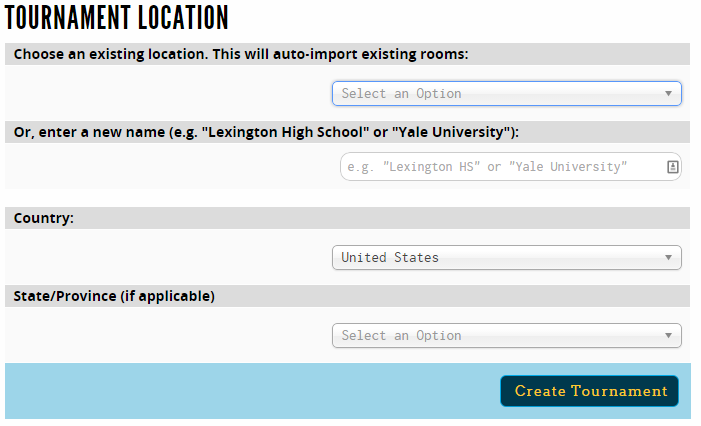 TOURNAMENT LOCATION
Choose an existing location. This will auto-import existing rooms:
Select an Option
Or, enter a new name (e.g. "Lexington High School" or "Yale University"):
e.g. "Lexington HS" or "Yale University"
Country:
United States
State/Province (if applicable)
Select an Option
Create Tournament